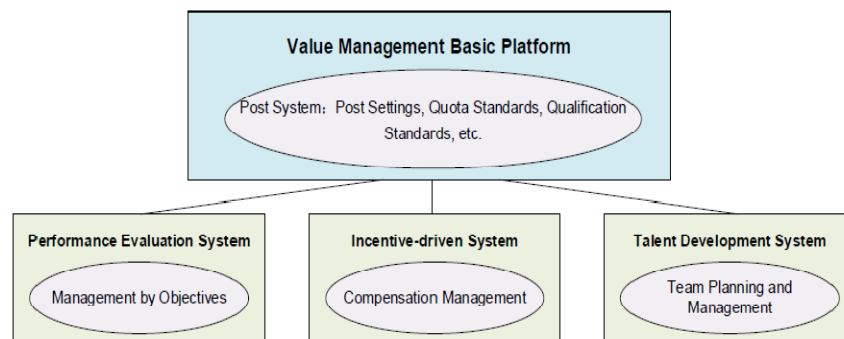 Value Management Basic Platform
Post System：Post Settings, Quota Standards, Qualification
Standards, etc.
Performance Evaluation System
Management by Objectives
Incentive-driven System
Compensation Management
Talent Development System
Team Planning and
Management